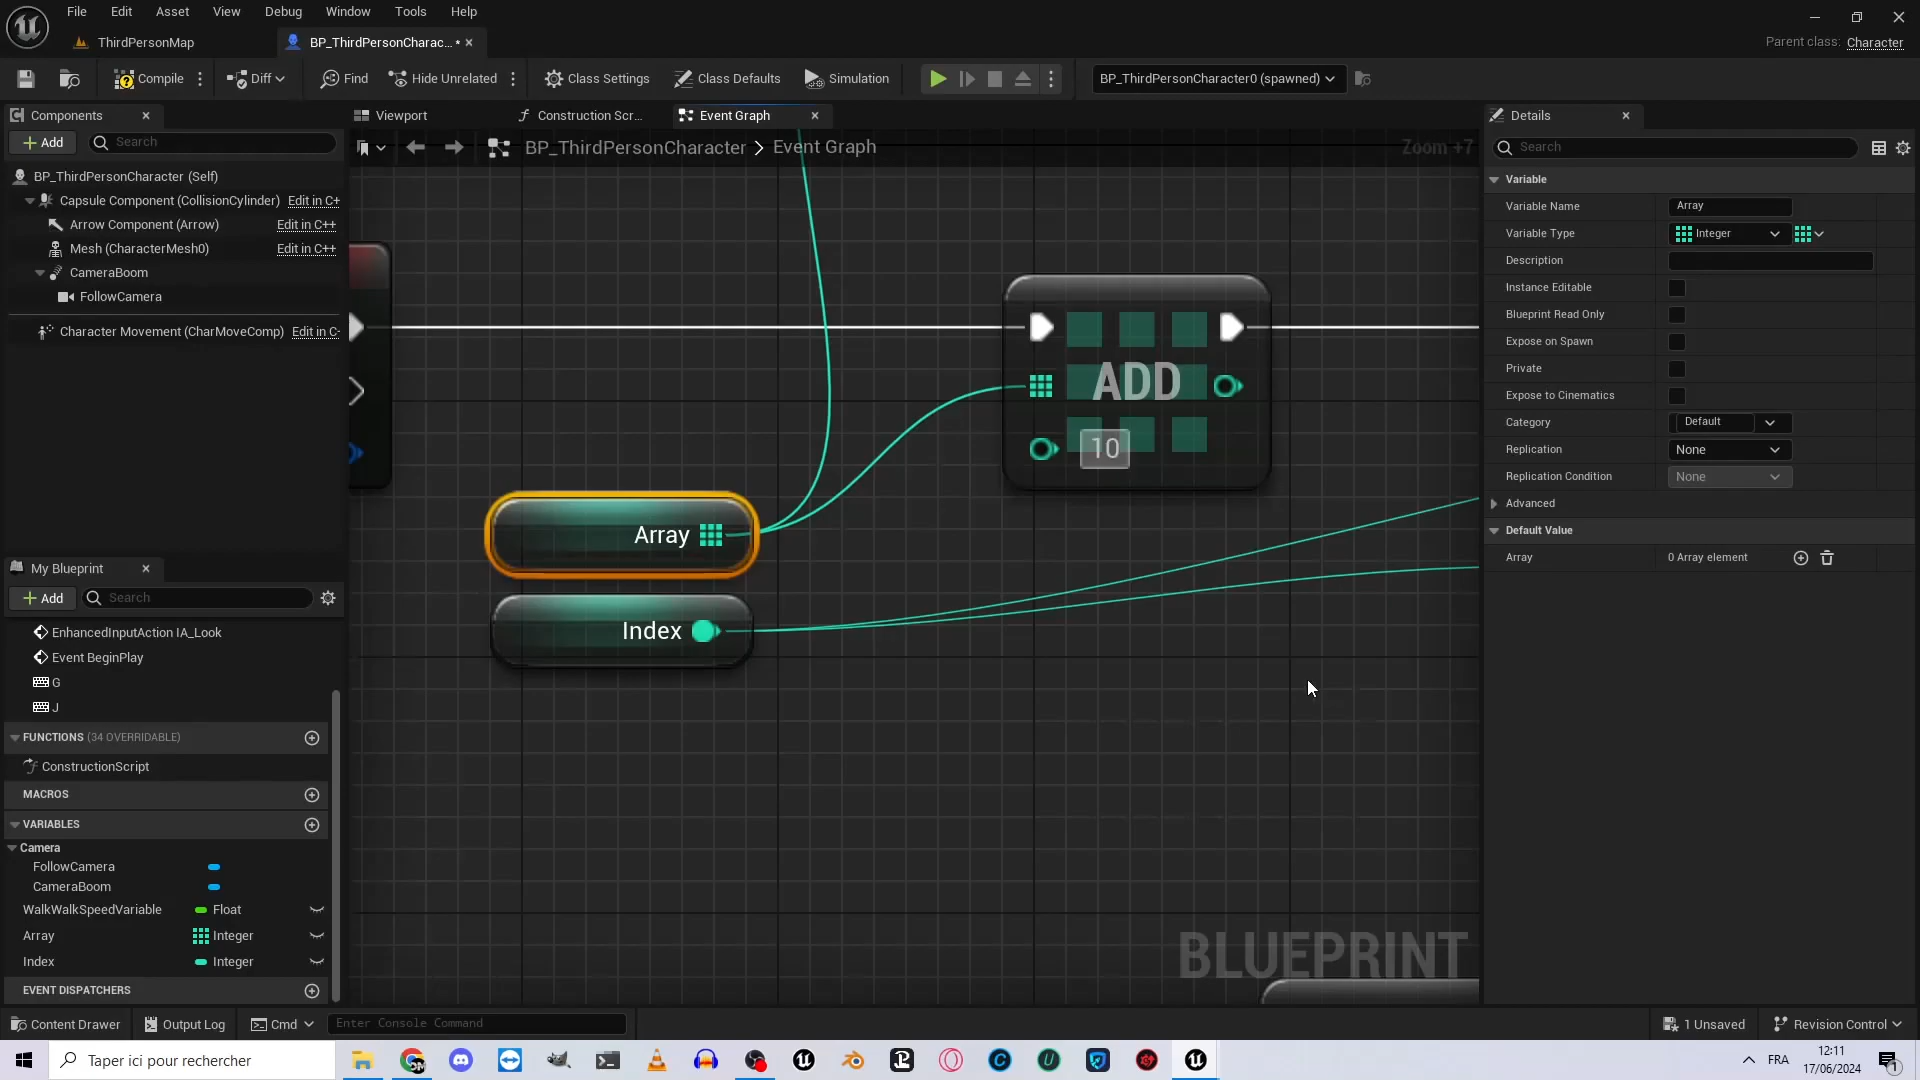 File Edit Asset View Debug Window Tools Help
ThirdPersonMap
BP_ThirdPersonCharac... *
Parent class: Character
Compile
Diff
Find
Hide Unrelated
Class Settings
Class Defaults
Simulation
BP_ThirdPersonCharacter0 (spawned)
Components
Add
Search
BP_ThirdPersonCharacter (Self)
Capsule Component (CollisionCylinder) Edit in C+
Arrow Component (Arrow) Edit in C++
Mesh (CharacterMesh0) Edit in C++
CameraBoom
FollowCamera
Character Movement (CharMoveComp) Edit in C-
My Blueprint
Add
Search
EnhancedInputAction IA_Look
Event BeginPlay
G
J
FUNCTIONS (34 OVERRIDABLE)
ConstructionScript
MACROS
VARIABLES
Camera
FollowCamera
CameraBoom
WalkWalkSpeedVariable Float
Array Integer
Index Integer
EVENT DISPATCHERS
Viewport
Construction Scr...
Event Graph
BP_ThirdPersonCharacter > Event Graph
Zoom +7
ADD
10
Array
Index
BLUEPRINT
Details
Search
Variable
Variable Name Array
Variable Type Integer
Description
Instance Editable
Blueprint Read Only
Expose on Spawn
Private
Expose to Cinematics
Category Default
Replication None
Replication Condition None
Advanced
Default Value
Array 0 Array element
Content Drawer
Output Log
Cmd
Enter Console Command
1 Unsaved
Revision Control
Taper ici pour rechercher
FRA
12:11
17/06/2024
1